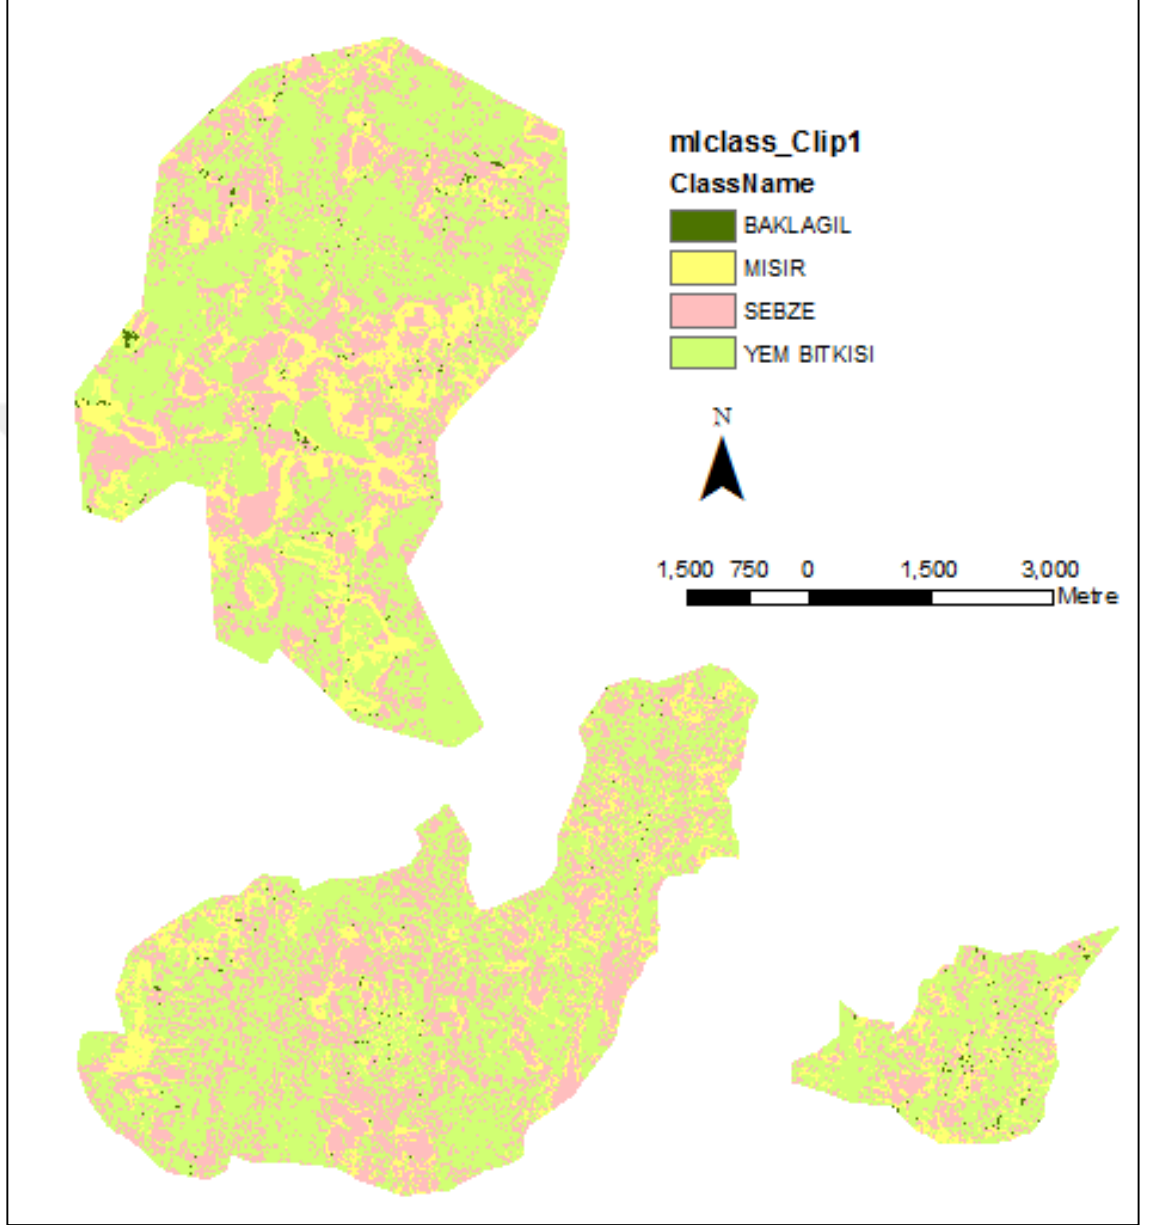 mlclass_Clip1
ClassName
BAKLAGIL
MISIR
SEBZE
YEM BITKISI
N
1,500 750 0 1,500 3,000
Metre